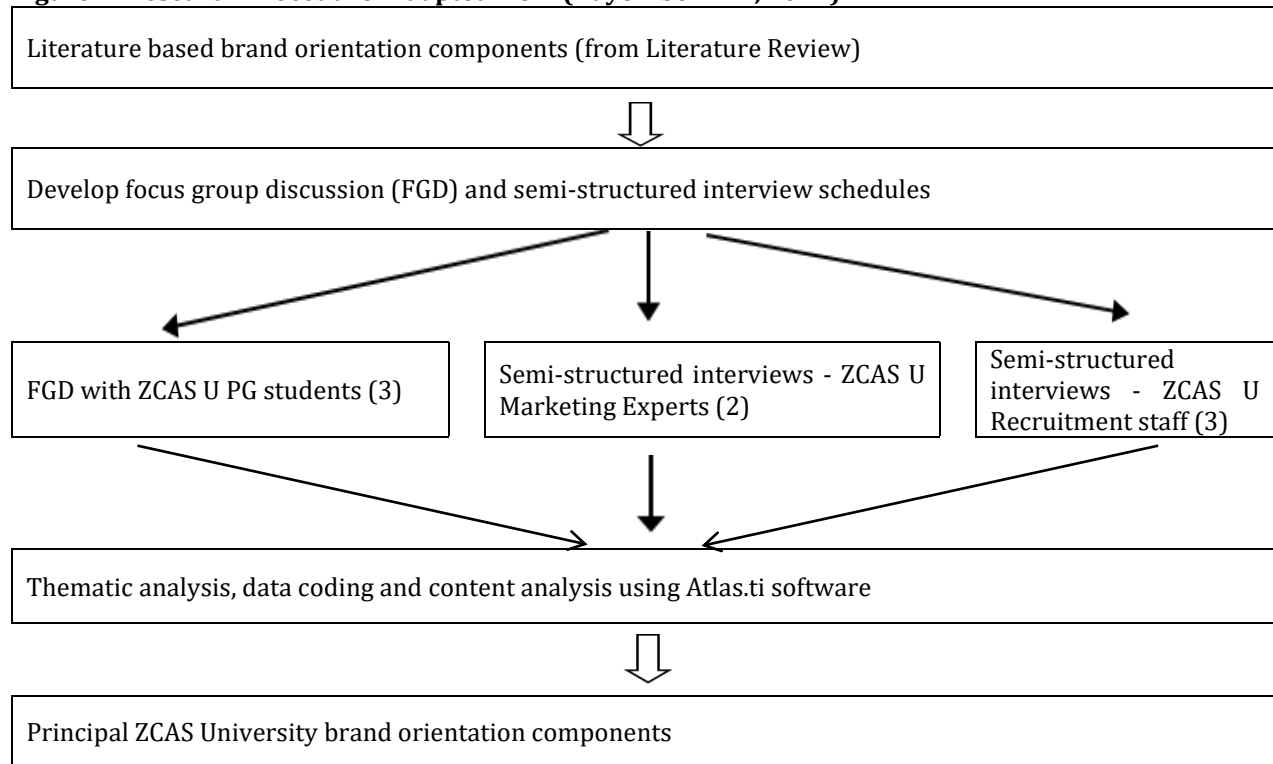 Literature based brand orientation components (from Literature Review)
Develop focus group discussion (FGD) and semi-structured interview schedules
FGD with ZCAS U PG students (3)
Semi-structured interviews - ZCAS U
Marketing Experts (2)
Semi-structured
interviews - ZCAS U
Recruitment staff (3)
Thematic analysis, data coding and content analysis using Atlas.ti software
Principal ZCAS University brand orientation components